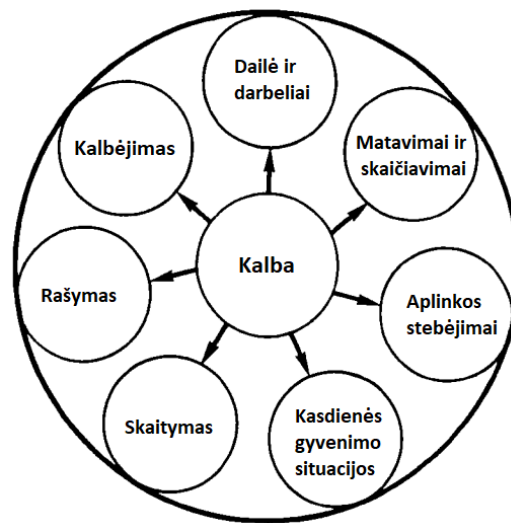 Dailė ir
darbeliai
Kalbėjimas
Matavimai ir
skaičiavimai
Kalba
Rašymas
Aplinkos
stebėjimai
Skaitymas
Kasdienės
gyvenimo
situacijos